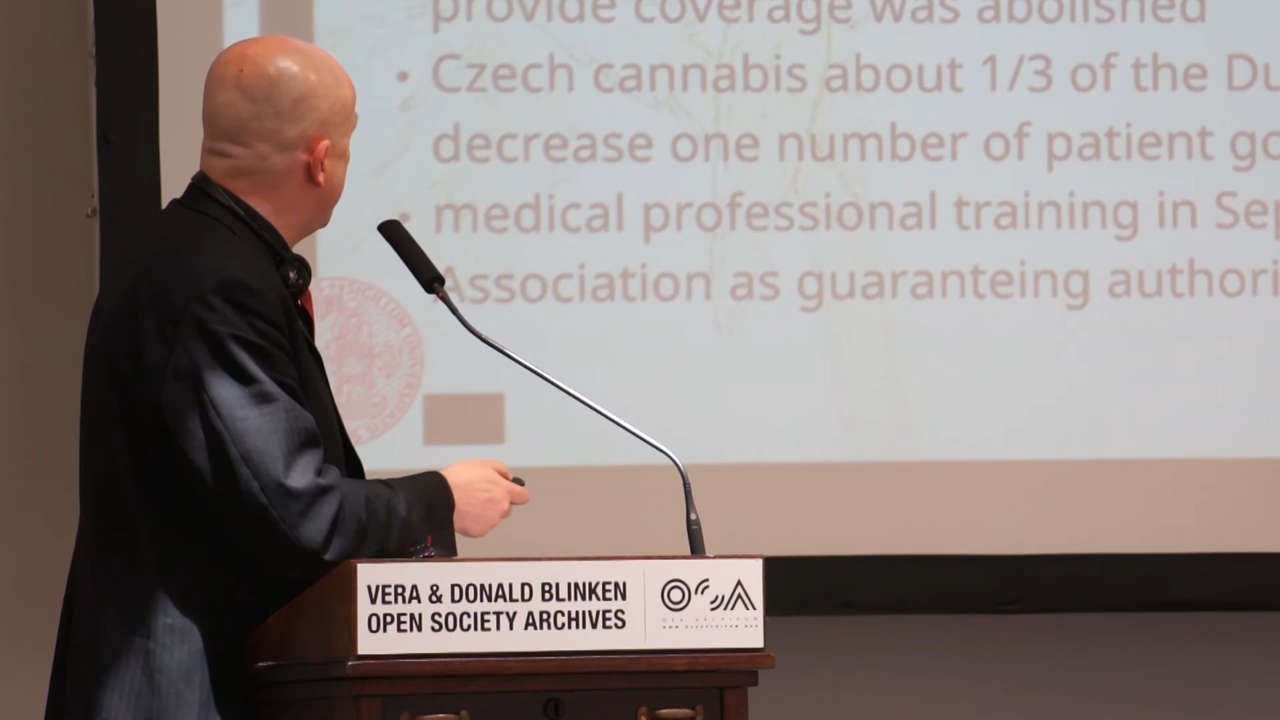 provide coverage was abolished
• Czech cannabis about 1/3 of the Du
decrease one number of patient go
• medical professional training in Sep
Association as guaranteing authori
VERA & DONALD BLINKEN
OPEN SOCIETY ARCHIVES
OSA